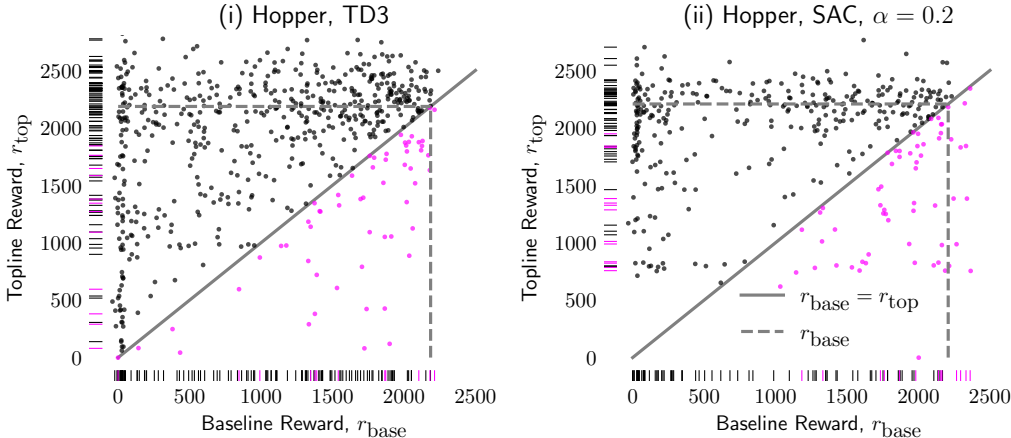 (i) Hopper, TD3
(ii) Hopper, SAC, α = 0.2
Topline Reward, r_top
2500
2000
1500
1000
500
0
0 500 1000 1500 2000 2500
Baseline Reward, r_base
Topline Reward, r_top
2500
2000
1500
1000
500
0
r_base = r_top
r_base
0 500 1000 1500 2000 2500
Baseline Reward, r_base